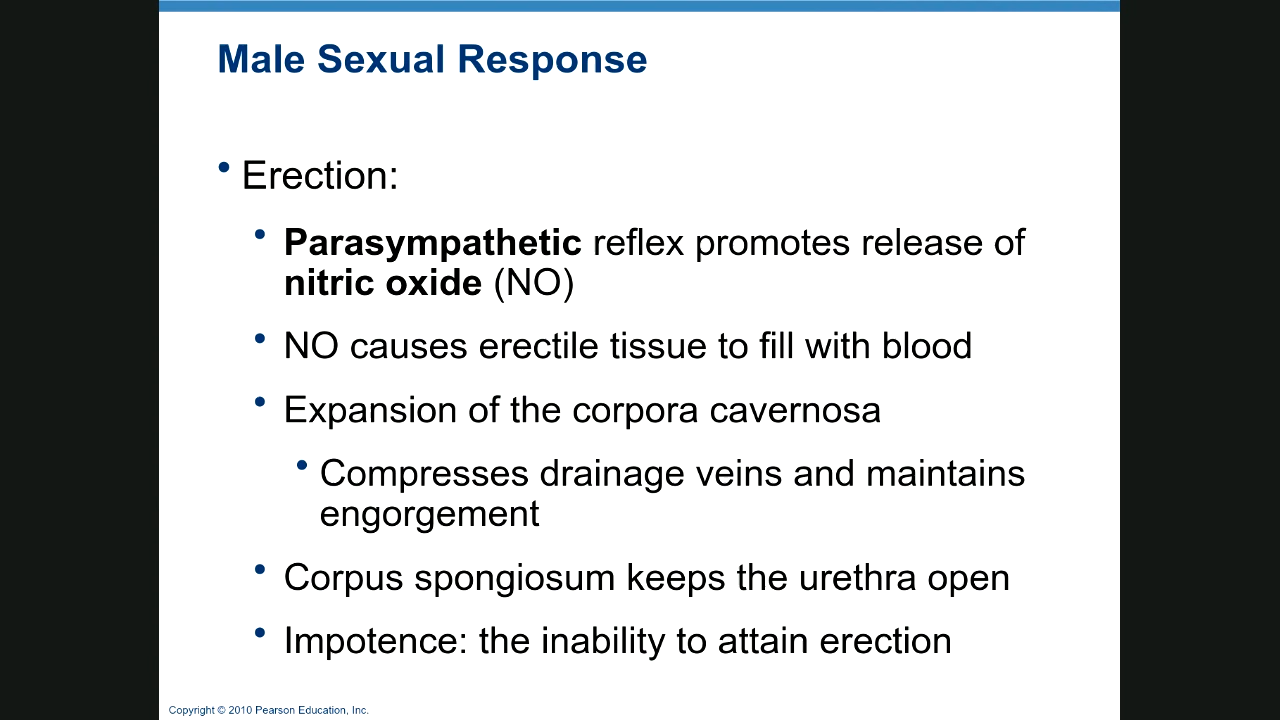 Male Sexual Response
• Erection:
• Parasympathetic reflex promotes release of
nitric oxide (NO)
• NO causes erectile tissue to fill with blood
• Expansion of the corpora cavernosa
• Compresses drainage veins and maintains
engorgement
• Corpus spongiosum keeps the urethra open
• Impotence: the inability to attain erection
Copyright © 2010 Pearson Education, Inc.